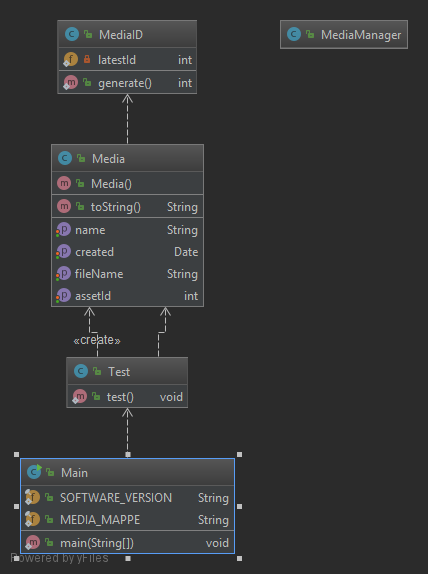 MediaID
latestId int
generate() int
MediaManager
Media
Media()
toString() String
name String
created Date
fileName String
assetId int
«create»
Test
test() void
Main
SOFTWARE_VERSION String
MEDIA_MAPPE String
main(String[]) void
Powered by yFiles